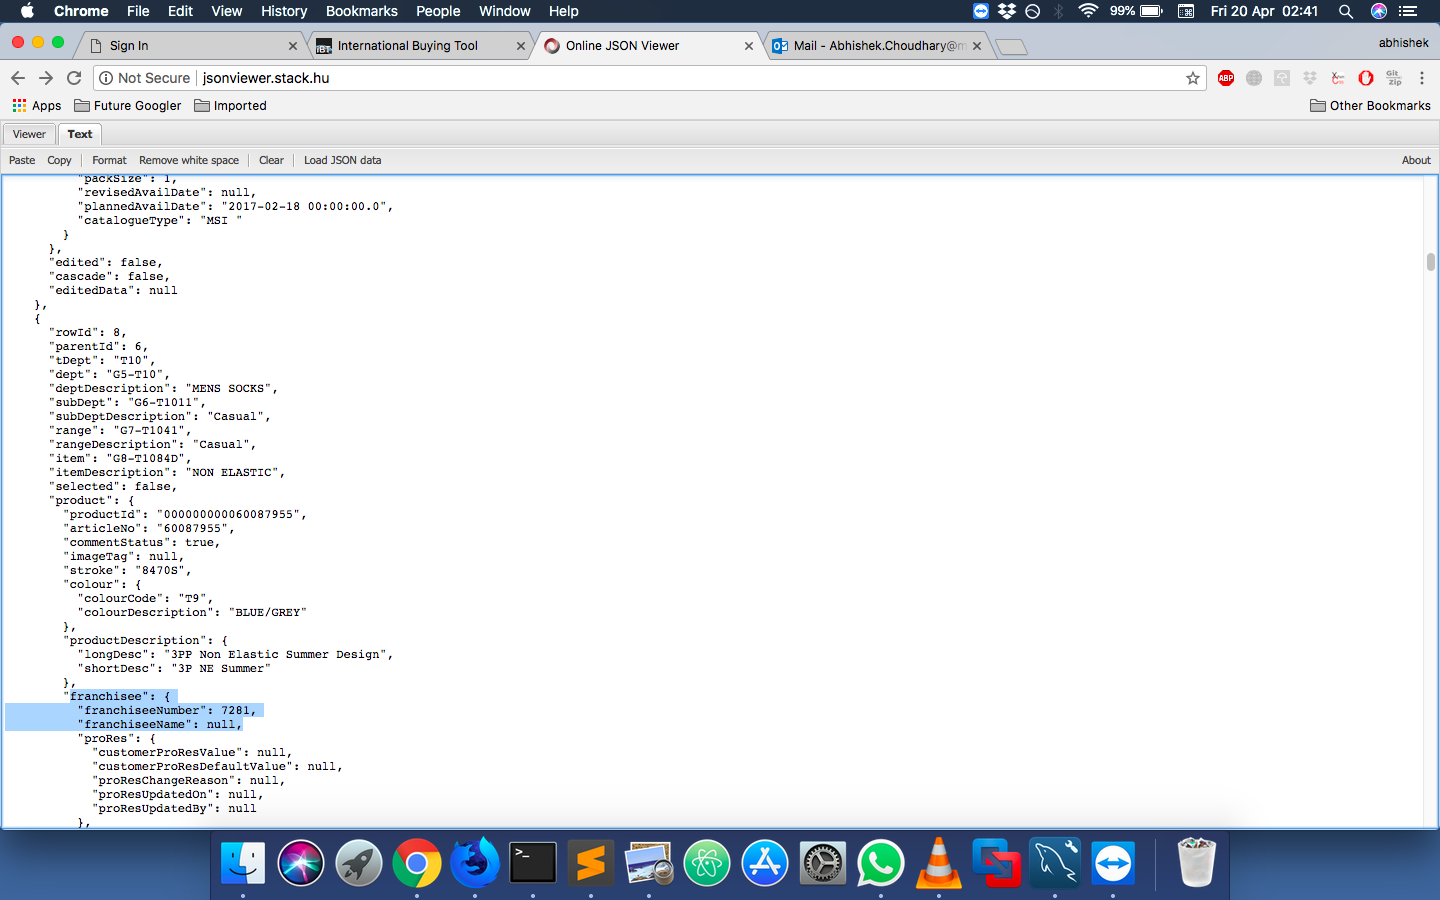 Chrome File Edit View History Bookmarks People Window Help 99% Fri 20 Apr 02:41
Sign In International Buying Tool Online JSON Viewer Mail - Abhishek.Choudhary@m abhishek
Not Secure jsonviewer.stack.hu
Apps Future Googler Imported Other Bookmarks
Viewer Text
Paste Copy Format Remove white space Clear Load JSON data About
"packSize": 1,
"revisedAvailDate": null,
"plannedAvailDate": "2017-02-18 00:00:00.0",
"catalogueType": "MSI "
}
},
"edited": false,
"cascade": false,
"editedData": null
},
{
"rowId": 8,
"parentId": 6,
"tDept": "T10",
"dept": "G5-T10",
"deptDescription": "MENS SOCKS",
"subDept": "G6-T1011",
"subDeptDescription": "Casual",
"range": "G7-T1041",
"rangeDescription": "Casual",
"item": "G8-T1084D",
"itemDescription": "NON ELASTIC",
"selected": false,
"product": {
"productId": "000000000060087955",
"articleNo": "60087955",
"commentStatus": true,
"imageTag": null,
"stroke": "8470S",
"colour": {
"colourCode": "T9",
"colourDescription": "BLUE/GREY"
},
"productDescription": {
"longDesc": "3PP Non Elastic Summer Design",
"shortDesc": "3P NE Summer"
},
"franchisee": {
"franchiseeNumber": 7281,
"franchiseeName": null,
"proRes": {
"customerProResValue": null,
"customerProResDefaultValue": null,
"proResChangeReason": null,
"proResUpdatedOn": null,
"proResUpdatedBy": null
},